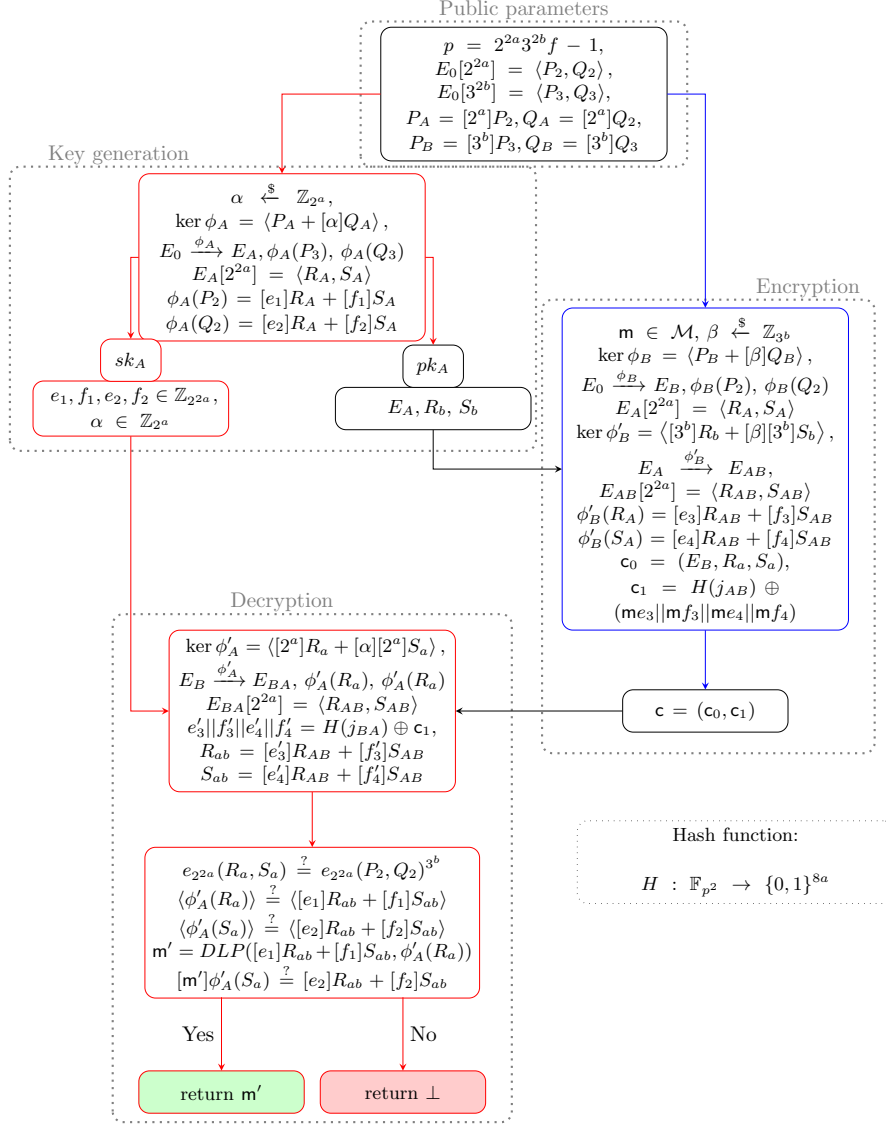 Public parameters
p = 2^{2a}3^{2b}f − 1,
E_0[2^{2a}] = ⟨P_2, Q_2⟩,
E_0[3^{2b}] = ⟨P_3, Q_3⟩,
P_A = [2^a]P_2, Q_A = [2^a]Q_2,
P_B = [3^b]P_3, Q_B = [3^b]Q_3
Key generation
α ←$ ℤ_{2^a},
ker ϕ_A = ⟨P_A + [α]Q_A⟩,
E_0 —ϕ_A→ E_A, ϕ_A(P_3), ϕ_A(Q_3)
E_A[2^{2a}] = ⟨R_A, S_A⟩
ϕ_A(P_2) = [e_1]R_A + [f_1]S_A
ϕ_A(Q_2) = [e_2]R_A + [f_2]S_A
sk_A
e_1, f_1, e_2, f_2 ∈ ℤ_{2^{2a}},
α ∈ ℤ_{2^a}
pk_A
E_A, R_b, S_b
Encryption
m ∈ ℳ, β ←$ ℤ_{3^b}
ker ϕ_B = ⟨P_B + [β]Q_B⟩,
E_0 —ϕ_B→ E_B, ϕ_B(P_2), ϕ_B(Q_2)
E_A[2^{2a}] = ⟨R_A, S_A⟩
ker ϕ′_B = ⟨[3^b]R_b + [β][3^b]S_b⟩,
E_A —ϕ′_B→ E_{AB},
E_{AB}[2^{2a}] = ⟨R_{AB}, S_{AB}⟩
ϕ′_B(R_A) = [e_3]R_{AB} + [f_3]S_{AB}
ϕ′_B(S_A) = [e_4]R_{AB} + [f_4]S_{AB}
c_0 = (E_B, R_a, S_a),
c_1 = H(j_{AB}) ⊕
(me_3||mf_3||me_4||mf_4)
c = (c_0, c_1)
Decryption
ker ϕ′_A = ⟨[2^a]R_a + [α][2^a]S_a⟩,
E_B —ϕ′_A→ E_{BA}, ϕ′_A(R_a), ϕ′_A(R_a)
E_{BA}[2^{2a}] = ⟨R_{AB}, S_{AB}⟩
e′_3||f′_3||e′_4||f′_4 = H(j_{BA}) ⊕ c_1,
R_{ab} = [e′_3]R_{AB} + [f′_3]S_{AB}
S_{ab} = [e′_4]R_{AB} + [f′_4]S_{AB}
e_{2^{2a}}(R_a, S_a) ≟ e_{2^{2a}}(P_2, Q_2)^{3^b}
⟨ϕ′_A(R_a)⟩ ≟ ⟨[e_1]R_{ab} + [f_1]S_{ab}⟩
⟨ϕ′_A(S_a)⟩ ≟ ⟨[e_2]R_{ab} + [f_2]S_{ab}⟩
m′ = DLP([e_1]R_{ab} + [f_1]S_{ab}, ϕ′_A(R_a))
[m′]ϕ′_A(S_a) ≟ [e_2]R_{ab} + [f_2]S_{ab}
Yes
No
return m′
return ⊥
Hash function:
H : 𝔽_{p^2} → {0, 1}^{8a}